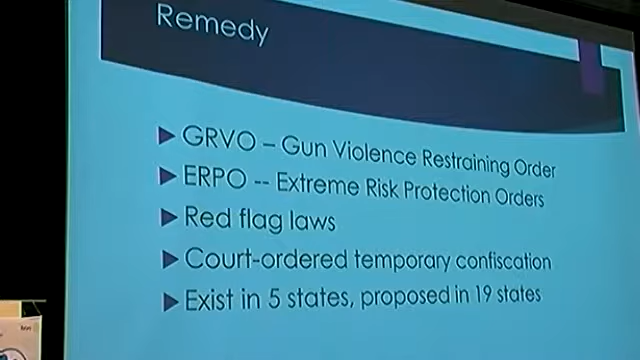 Remedy
GRVO – Gun Violence Restraining Order
ERPO -- Extreme Risk Protection Orders
Red flag laws
Court-ordered temporary confiscation
Exist in 5 states, proposed in 19 states